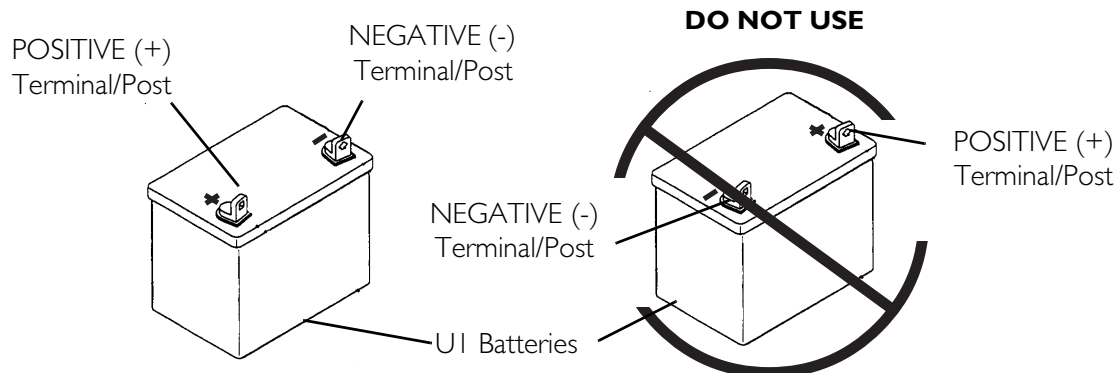 DO NOT USE
POSITIVE (+)
Terminal/Post
NEGATIVE (-)
Terminal/Post
+
-
NEGATIVE (-)
Terminal/Post
+
-
POSITIVE (+)
Terminal/Post
U1 Batteries